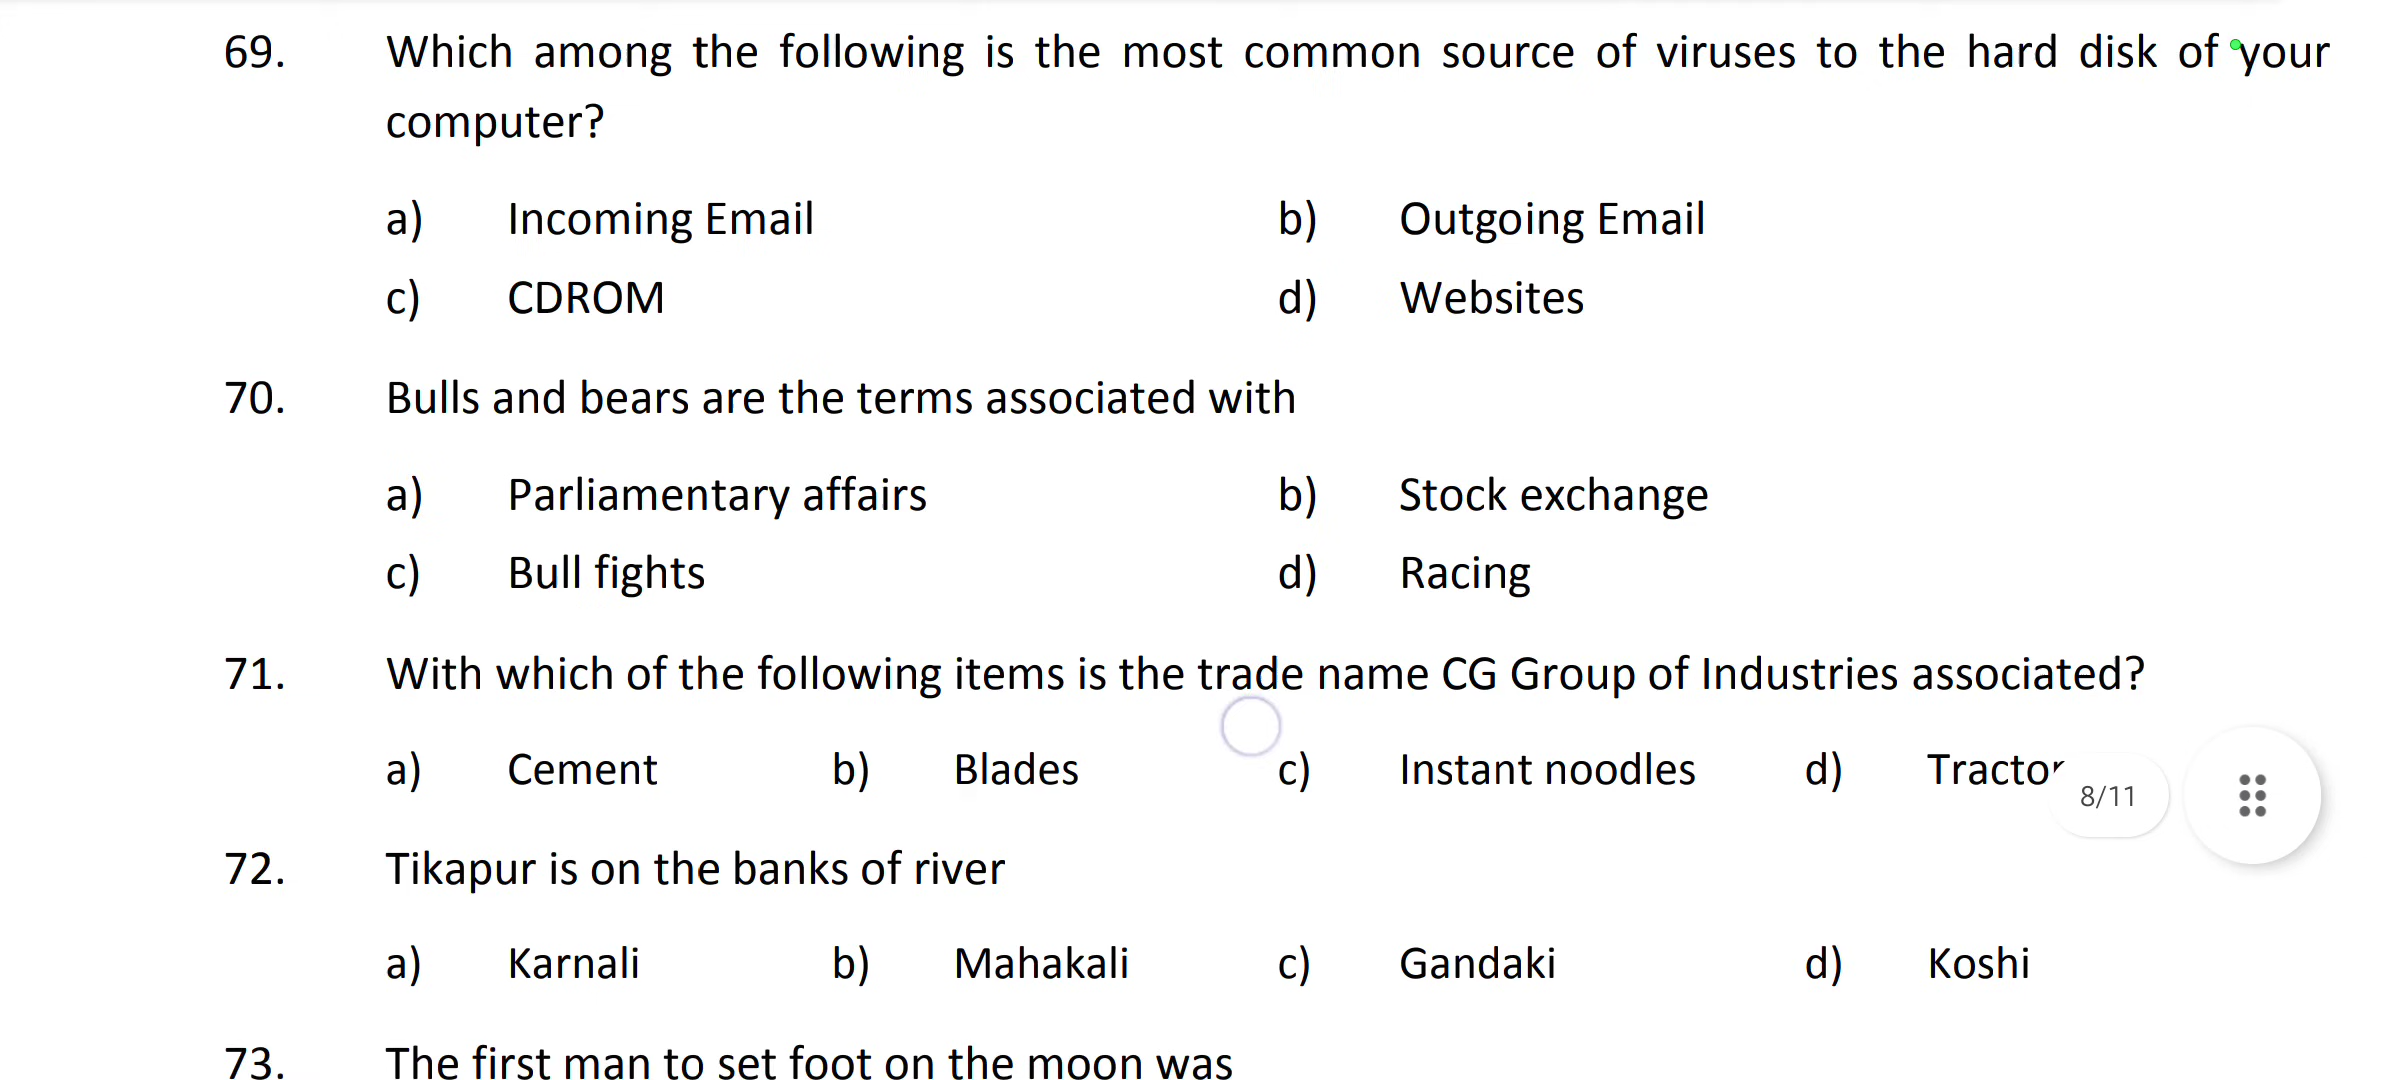 69. Which among the following is the most common source of viruses to the hard disk of your
computer?
a) Incoming Email b) Outgoing Email
c) CDROM d) Websites
70. Bulls and bears are the terms associated with
a) Parliamentary affairs b) Stock exchange
c) Bull fights d) Racing
71. With which of the following items is the trade name CG Group of Industries associated?
a) Cement b) Blades c) Instant noodles d) Tractor
8/11
72. Tikapur is on the banks of river
a) Karnali b) Mahakali c) Gandaki d) Koshi
73. The first man to set foot on the moon was